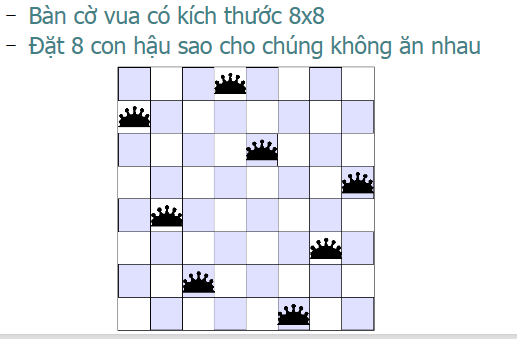 – Bàn cờ vua có kích thước 8x8
– Đặt 8 con hậu sao cho chúng không ăn nhau